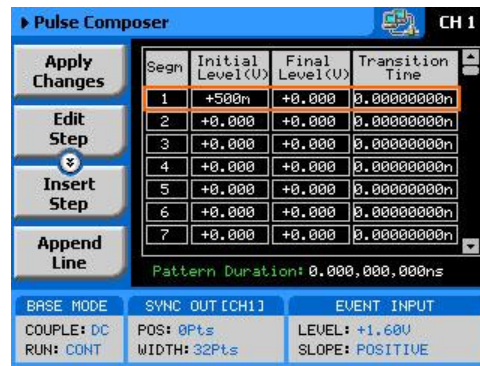 Pulse Composer CH 1
Apply Changes
Edit Step
Insert Step
Append Line
Segn Initial Level(V) Final Level(V) Transition Time
1 +500m +0.000 0.00000000n
2 +0.000 +0.000 0.00000000n
3 +0.000 +0.000 0.00000000n
4 +0.000 +0.000 0.00000000n
5 +0.000 +0.000 0.00000000n
6 +0.000 +0.000 0.00000000n
7 +0.000 +0.000 0.00000000n
Pattern Duration: 0.000,000,000ns
BASE MODE SYNC OUT [CH1] EVENT INPUT
COUPLE: DC POS: 0Pts LEVEL: +1.60V
RUN: CONT WIDTH: 32Pts SLOPE: POSITIVE